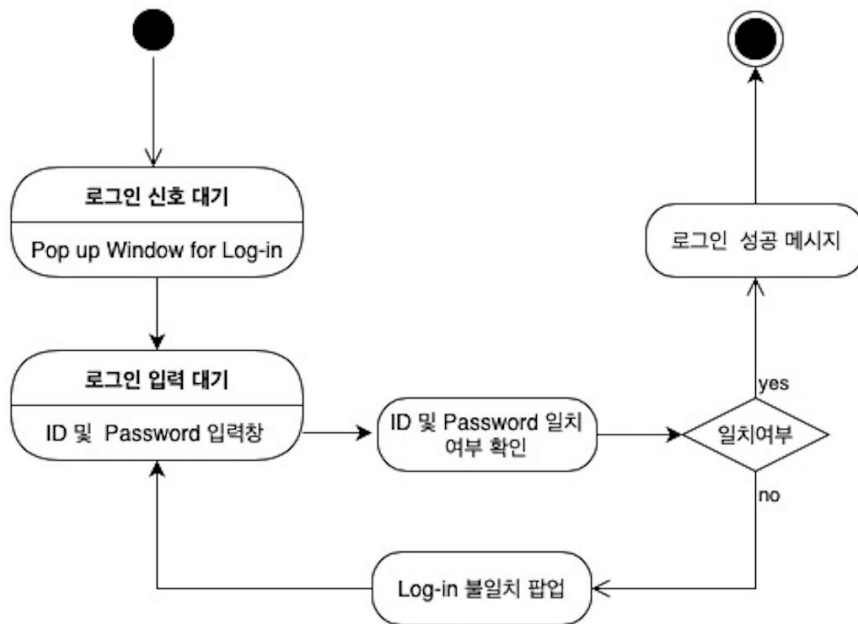 로그인 신호 대기
Pop up Window for Log-in
로그인 성공 메시지
로그인 입력 대기
ID 및 Password 입력창
ID 및 Password 일치
여부 확인
일치여부
yes
no
Log-in 불일치 팝업